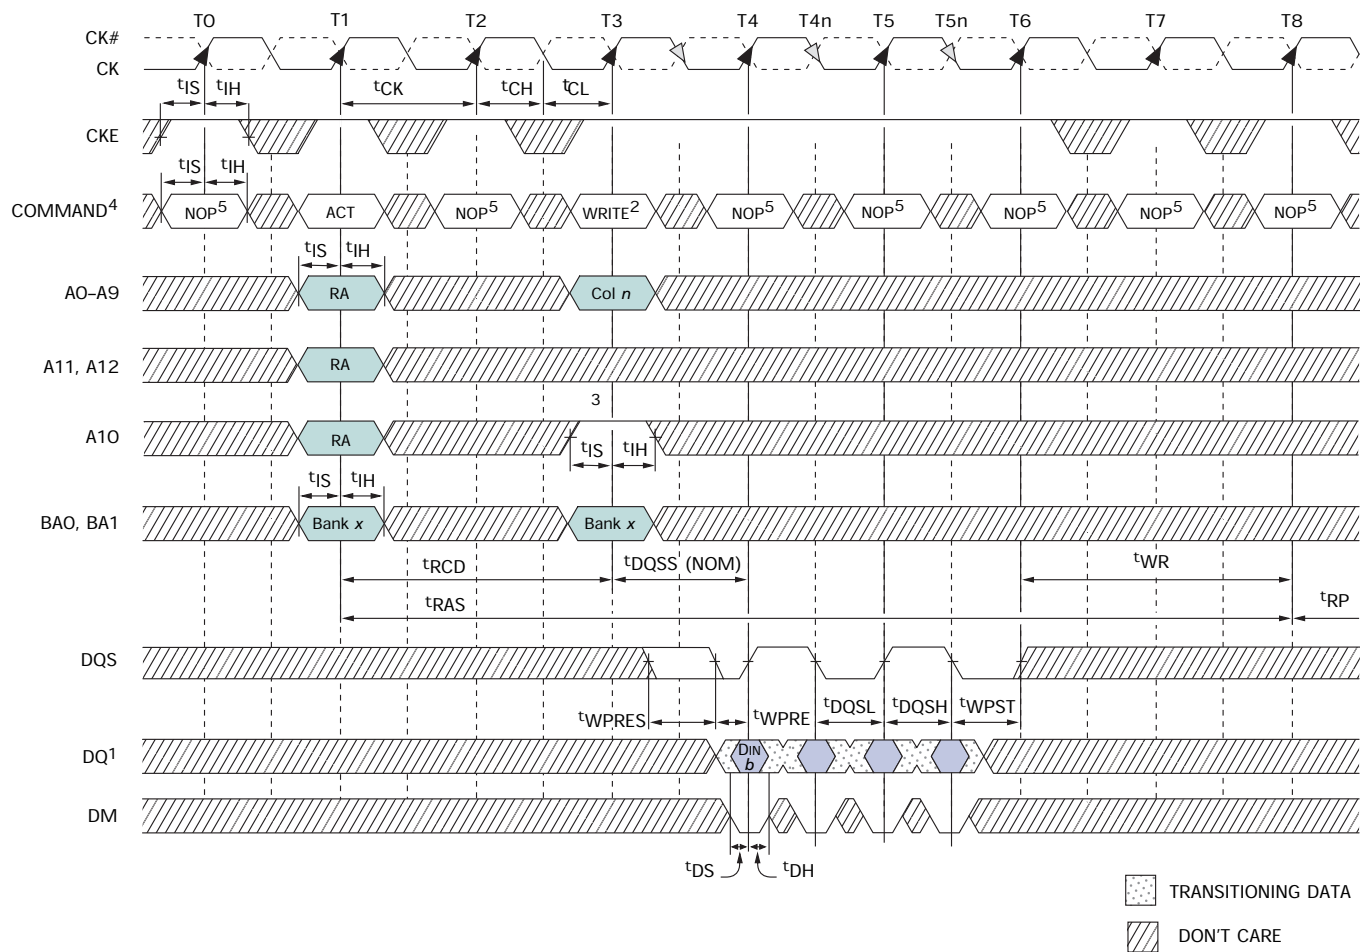 T0 T1 T2 T3 T4 T4n T5 T5n T6 T7 T8
CK#
CK
tIS tIH tCK tCH tCL
CKE
tIS tIH
COMMAND4 NOP5 ACT NOP5 WRITE2 NOP5 NOP5 NOP5 NOP5 NOP5
tIS tIH
A0–A9 RA Col n
A11, A12 RA
3
A10 RA
tIS tIH
tIS tIH
BA0, BA1 Bank x Bank x
tRCD tDQSS (NOM) tWR
tRAS tRP
DQS
tWPRES tWPRE tDQSL tDQSH tWPST
DQ1 DIN
b
DM
tDS tDH
TRANSITIONING DATA
DON'T CARE